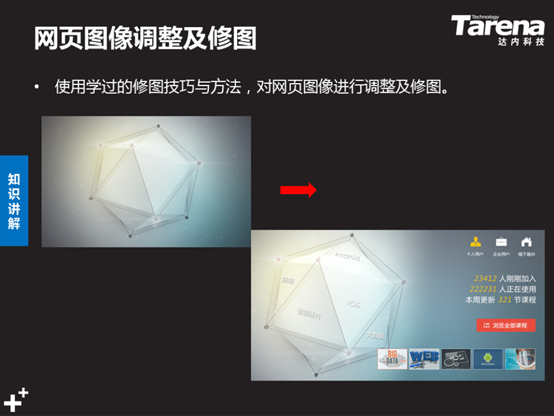 网页图像调整及修图
Technology
Tarena
达内科技
• 使用学过的修图技巧与方法，对网页图像进行调整及修图。
知识讲解
Android
iOS
个人用户 企业用户 线下培训
23412 人刚刚加入
222231 人正在使用
本周更新 321 节课程
浏览全部课程
BIG DATA
WEB